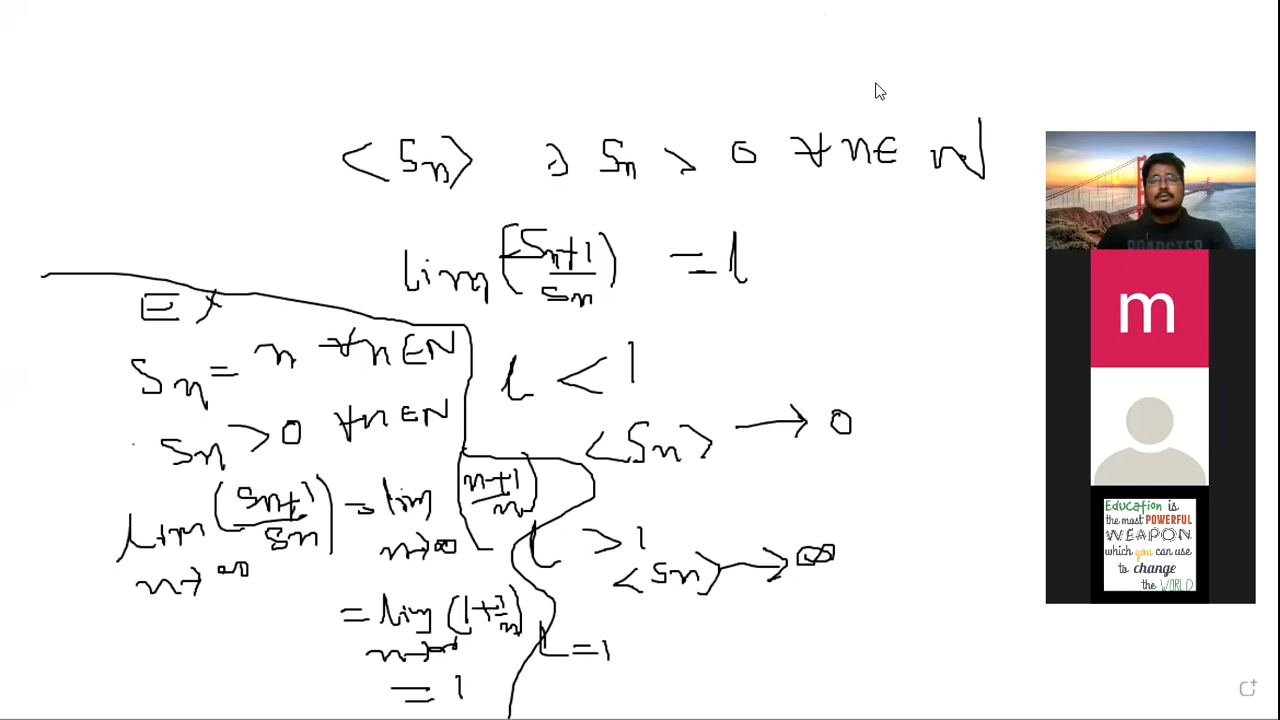 <Sn> ∋ Sn > 0 ∀ n ∈ N
lim (Sn+1/Sn) = l
Ex
Sn = n ∀ n ∈ N
Sn > 0 ∀ n ∈ N
lim n→∞ (Sn+1/Sn) = lim n→∞ (n+1/n)
= lim n→∞ (1+1/n)
= 1
l < 1
<Sn> → 0
l > 1
<Sn> → ∞
l = 1
ROADSTER
m
Education is
the most POWERFUL
WEAPON
which you can use
to change
the WORLD